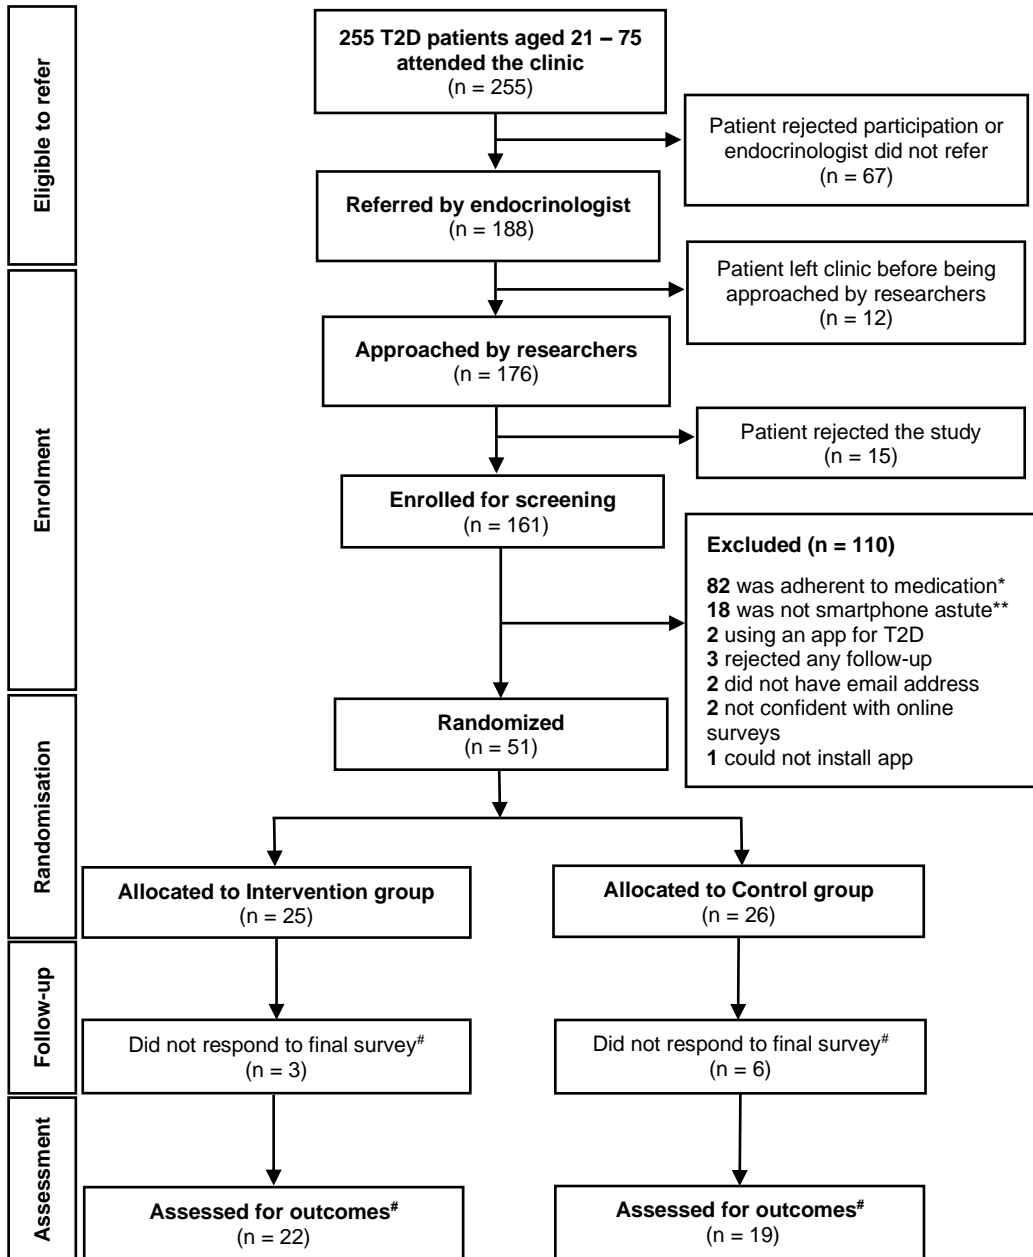 Eligible to refer
255 T2D patients aged 21 – 75
attended the clinic
(n = 255)
Patient rejected participation or
endocrinologist did not refer
(n = 67)
Referred by endocrinologist
(n = 188)
Enrolment
Patient left clinic before being
approached by researchers
(n = 12)
Approached by researchers
(n = 176)
Patient rejected the study
(n = 15)
Enrolled for screening
(n = 161)
Excluded (n = 110)
82 was adherent to medication*
18 was not smartphone astute**
2 using an app for T2D
3 rejected any follow-up
2 did not have email address
2 not confident with online
surveys
1 could not install app
Randomisation
Randomized
(n = 51)
Allocated to Intervention group
(n = 25)
Allocated to Control group
(n = 26)
Follow-up
Did not respond to final survey#
(n = 3)
Did not respond to final survey#
(n = 6)
Assessment
Assessed for outcomes#
(n = 22)
Assessed for outcomes#
(n = 19)